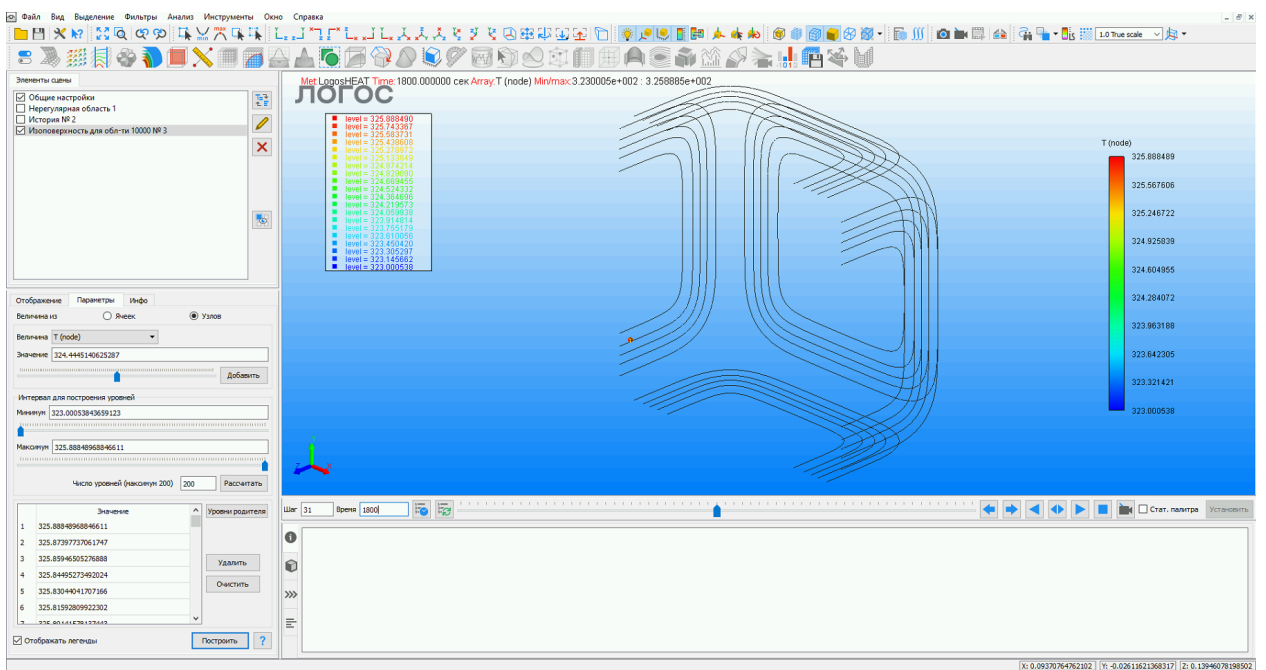 Файл Вид Выделение Фильтры Анализ Инструменты Окно Справка
min max
1.0 True scale
Элементы сцены
Общие настройки
Нерегулярная область 1
История № 2
Изоповерхность для обл-ти 10000 № 3
Отображение Параметры Инфо
Величина из Ячеек Узлов
Величина T (node)
Значение 324.4445140625287
Добавить
Интервал для построения уровней
Минимум 323.00053843659123
Максимум 325.88848968846611
Число уровней (максимум 200) 200 Рассчитать
Значение
1 325.88848968846611
2 325.87397737061747
3 325.85946505276888
4 325.84495273492024
5 325.83044041707166
6 325.81592809922302
7 325.80141578137443
Уровни родителя
Удалить
Очистить
Отображать легенды Построить ?
Met:LogosHEAT Time:1800.000000 сек Array:T (node) Min/max:3.230005e+002 : 3.258885e+002
ЛОГОС
level = 325.888490
level = 325.743367
level = 325.583731
level = 325.438608
level = 324.829090
level = 324.669455
level = 324.524332
level = 324.364696
level = 324.219573
level = 324.059938
level = 323.914814
level = 323.755179
level = 323.610056
level = 323.450420
level = 323.305297
level = 323.145662
level = 323.000538
T (node)
325.888489
325.567606
325.246722
324.925839
324.604955
324.284072
323.963188
323.642305
323.321421
323.000538
Шаг 31 Время 1800
Стат. палитра Установить
X: 0.09370764762102 Y: -0.02611621368317 Z: 0.13946078198502